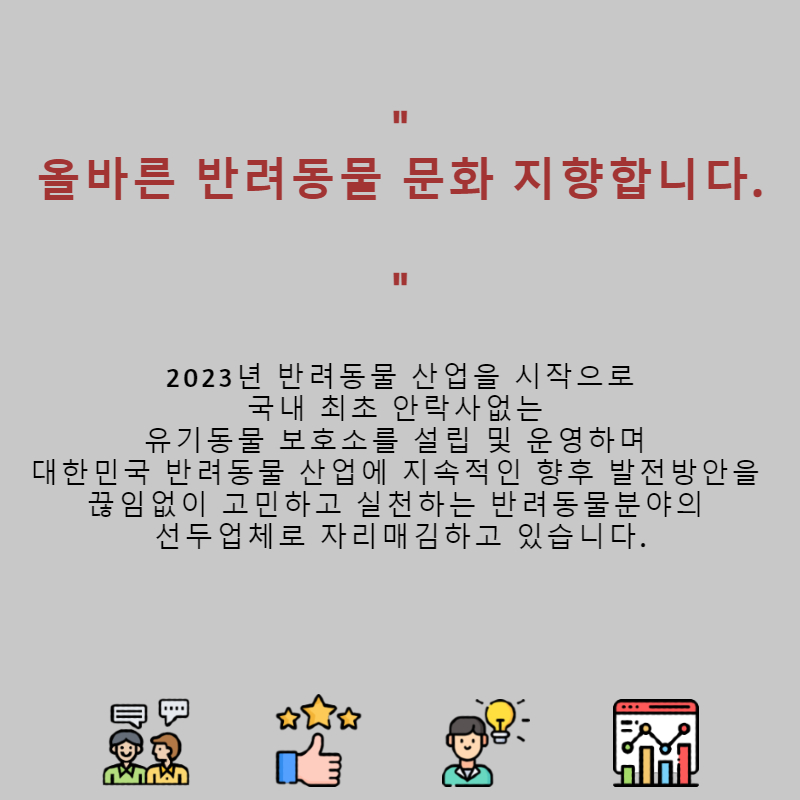 "
올바른 반려동물 문화 지향합니다.
"
2023년 반려동물 산업을 시작으로
국내 최초 안락사없는
유기동물 보호소를 설립 및 운영하며
대한민국 반려동물 산업에 지속적인 향후 발전방안을
끊임없이 고민하고 실천하는 반려동물분야의
선두업체로 자리매김하고 있습니다.